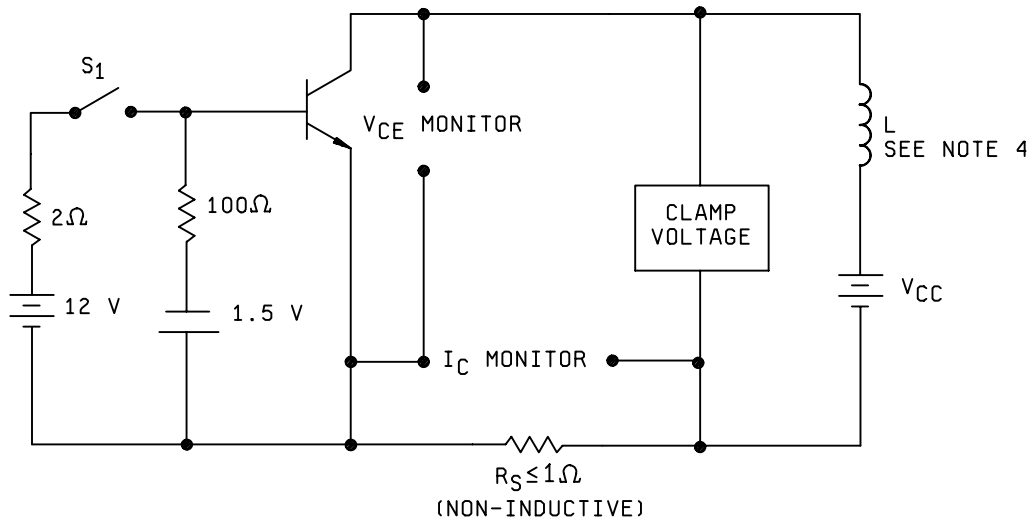 S1
VCE MONITOR
L
SEE NOTE 4
2Ω
100Ω
CLAMP
VOLTAGE
12 V
1.5 V
VCC
IC MONITOR
RS≤1Ω
(NON-INDUCTIVE)